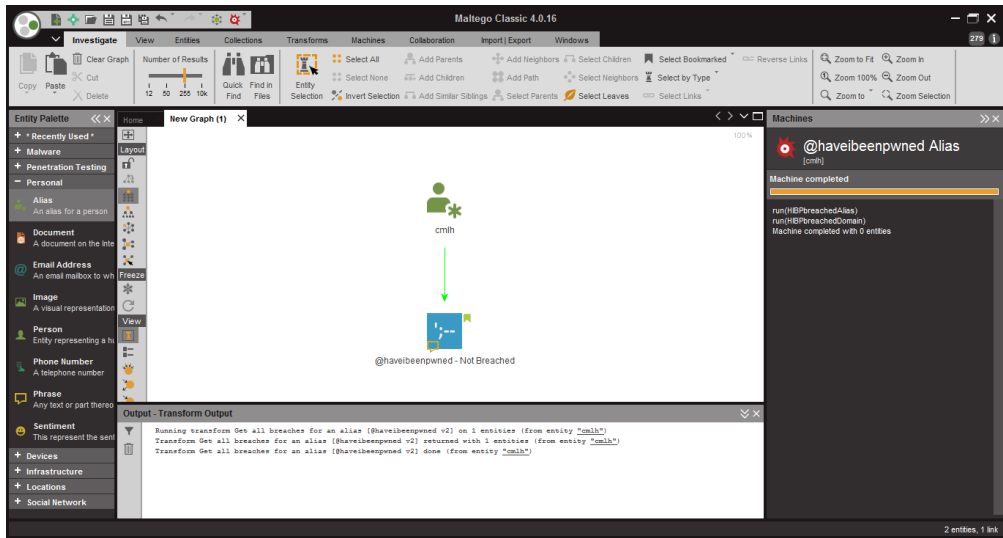 Maltego Classic 4.0.16
Investigate View Entities Collections Transforms Machines Collaboration Import | Export Windows
279
Copy
Paste
Clear Graph
Cut
Delete
Number of Results
12 50 255 10k
Quick Find
Find in Files
Entity Selection
Select All
Select None
Invert Selection
Add Parents
Add Children
Add Similar Siblings
Add Neighbors
Add Path
Select Parents
Select Children
Select Neighbors
Select Leaves
Select Bookmarked
Select by Type
Select Links
Reverse Links
Zoom to Fit
Zoom 100%
Zoom to
Zoom In
Zoom Out
Zoom Selection
Entity Palette
+ * Recently Used *
+ Malware
+ Penetration Testing
− Personal
Alias
An alias for a person
Document
A document on the Inte
Email Address
An email mailbox to wh
Image
A visual representation
Person
Entity representing a hu
Phone Number
A telephone number
Phrase
Any text or part thereo
Sentiment
This represent the sent
+ Devices
+ Infrastructure
+ Locations
+ Social Network
Home
New Graph (1)
Layout
Freeze
View
100%
cmlh
@haveibeenpwned - Not Breached
Output - Transform Output
Running transform Get all breaches for an alias [@haveibeenpwned v2] on 1 entities (from entity "cmlh")
Transform Get all breaches for an alias [@haveibeenpwned v2] returned with 1 entities (from entity "cmlh")
Transform Get all breaches for an alias [@haveibeenpwned v2] done (from entity "cmlh")
Machines
@haveibeenpwned Alias
[cmlh]
Machine completed
run(HIBPbreachedAlias)
run(HIBPbreachedDomain)
Machine completed with 0 entities
2 entities, 1 link